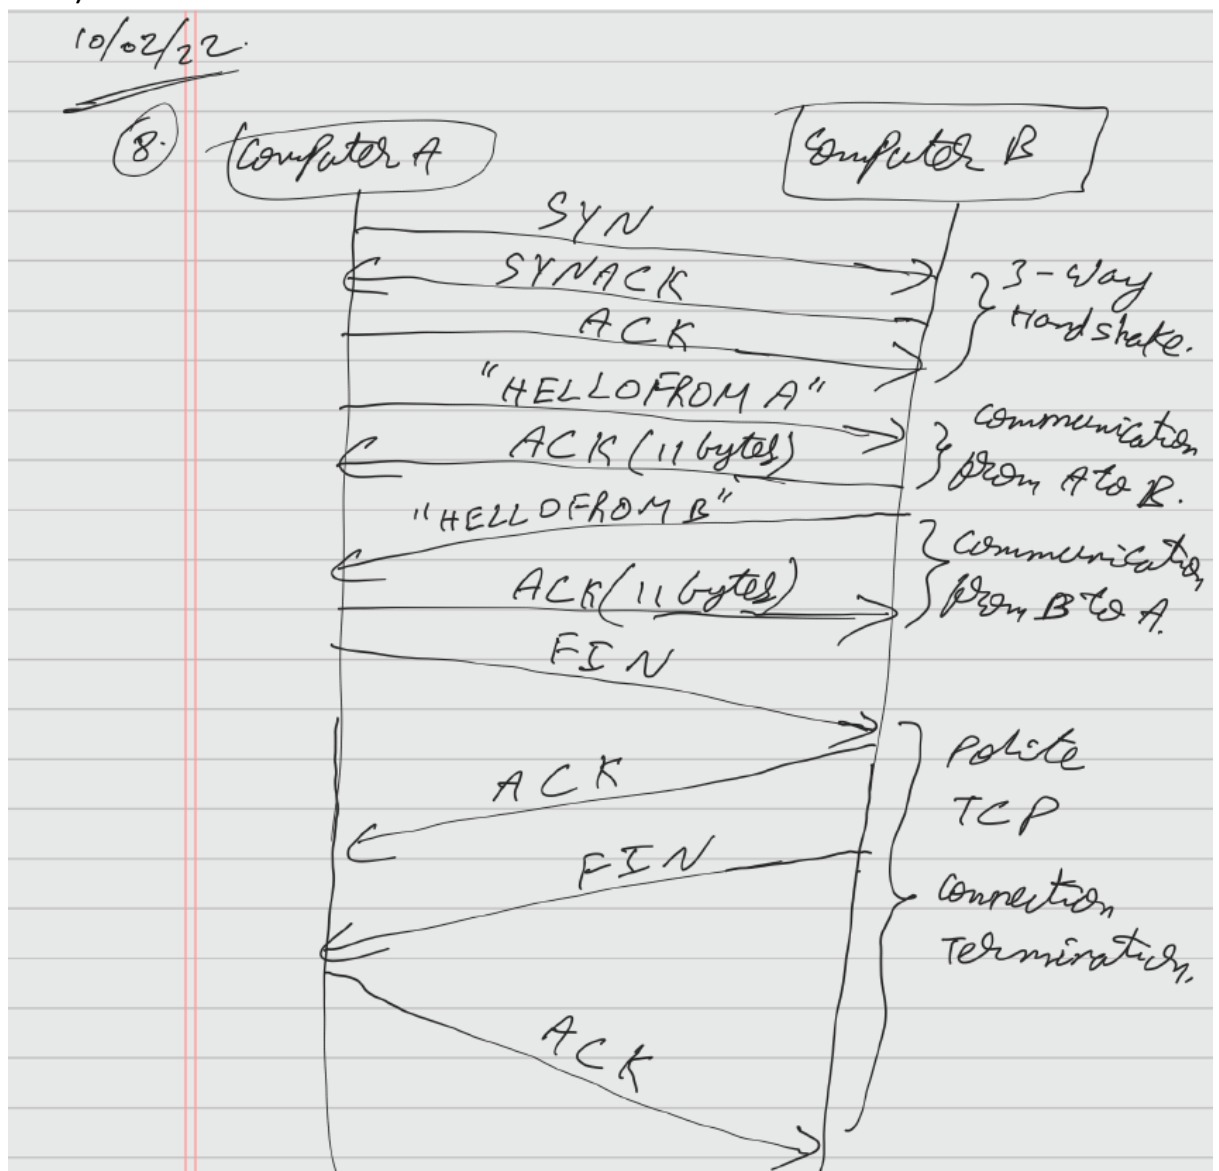 10/02/22.
8. Computer A Computer B
SYN
SYNACK
3-way
ACK
Handshake.
"HELLOFROM A"
Communication
ACK (11 bytes)
from A to B.
"HELLOFROM B"
Communication
ACK (11 bytes)
from B to A.
FIN
Polite
ACK
TCP
FIN
Connection
Termination.
ACK